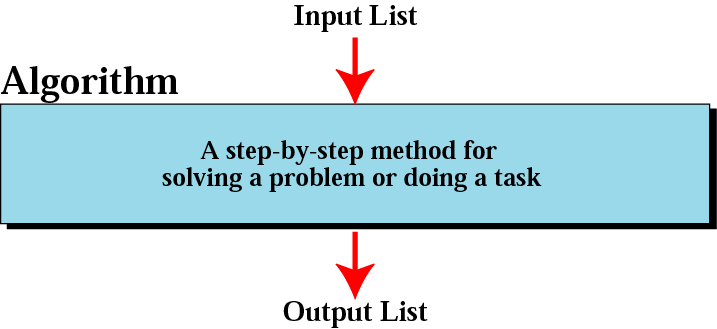 Input List
Algorithm
A step-by-step method for
solving a problem or doing a task
Output List